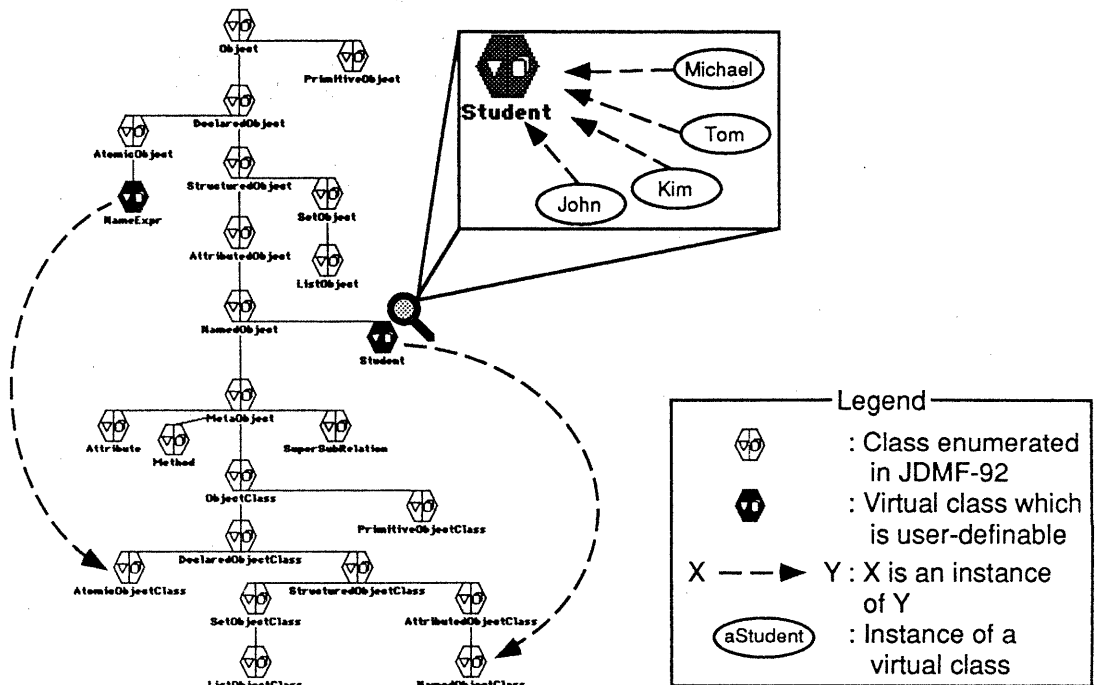 Object
PrimitiveObject
DeclaredObject
AtomicObject
StructuredObject
SetObject
NameExpr
AttributedObject
ListObject
NamedObject
Student
MetaObject
Attribute
Method
SuperSubRelation
ObjectClass
PrimitiveObjectClass
DeclaredObjectClass
AtomicObjectClass
StructuredObjectClass
SetObjectClass
AttributedObjectClass
ListObjectClass
NamedObjectClass
Student
Michael
Tom
Kim
John
Legend
: Class enumerated
in JDMF-92
: Virtual class which
is user-definable
X Y : X is an instance
of Y
aStudent : Instance of a
virtual class